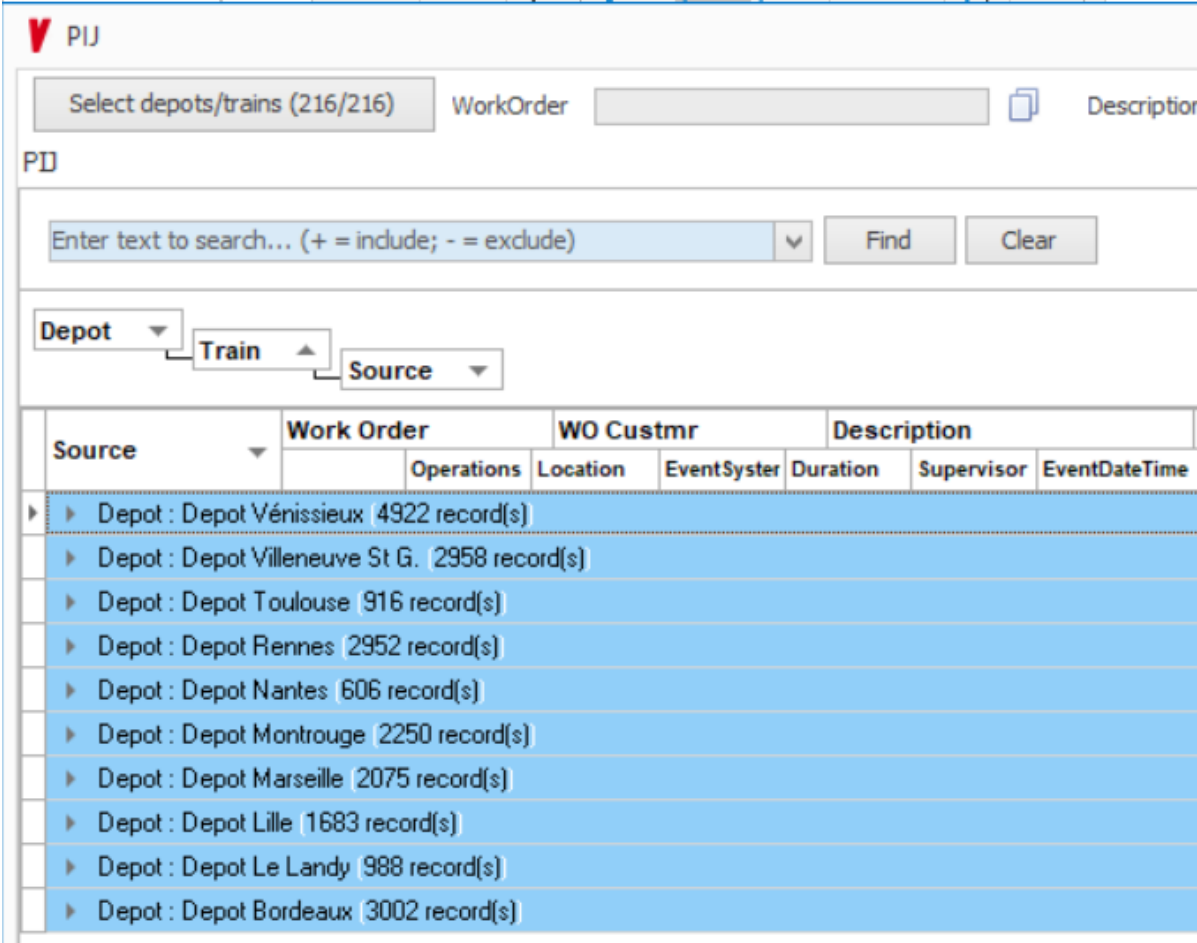 PIJ
Select depots/trains (216/216) WorkOrder Description
PIJ
Enter text to search... (+ = include; - = exclude) Find Clear
Depot
Train
Source
Source Work Order WO Custmr Description
Operations Location EventSyster Duration Supervisor EventDateTime
Depot : Depot Vénissieux (4922 record(s))
Depot : Depot Villeneuve St G. (2958 record(s))
Depot : Depot Toulouse (916 record(s))
Depot : Depot Rennes (2952 record(s))
Depot : Depot Nantes (606 record(s))
Depot : Depot Montrouge (2250 record(s))
Depot : Depot Marseille (2075 record(s))
Depot : Depot Lille (1683 record(s))
Depot : Depot Le Landy (988 record(s))
Depot : Depot Bordeaux (3002 record(s))